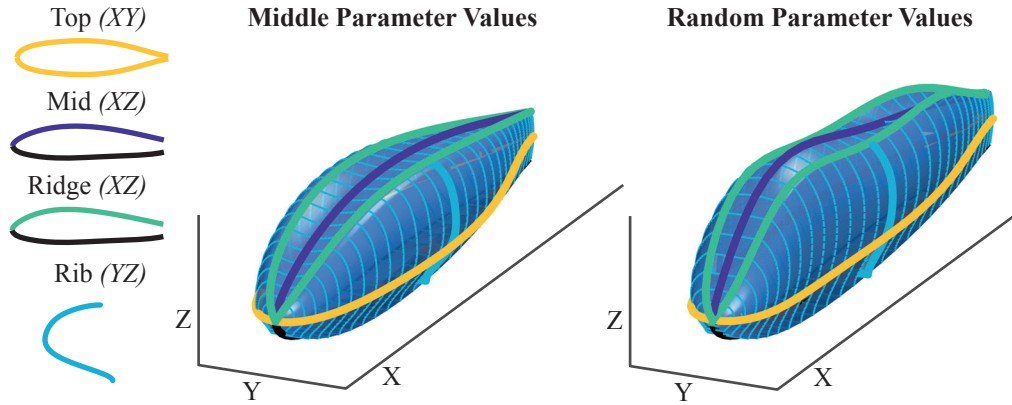 Top (XY)
Mid (XZ)
Ridge (XZ)
Rib (YZ)
Middle Parameter Values
Z
Y
X
Random Parameter Values
Z
Y
X